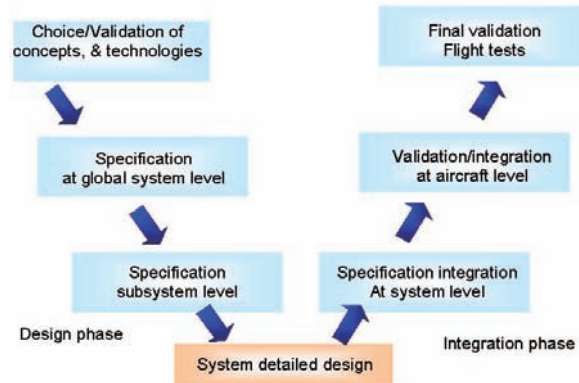 Choice/Validation of
concepts, & technologies
Specification
at global system level
Specification
subsystem level
Design phase
System detailed design
Integration phase
Specification integration
At system level
Validation/integration
at aircraft level
Final validation
Flight tests